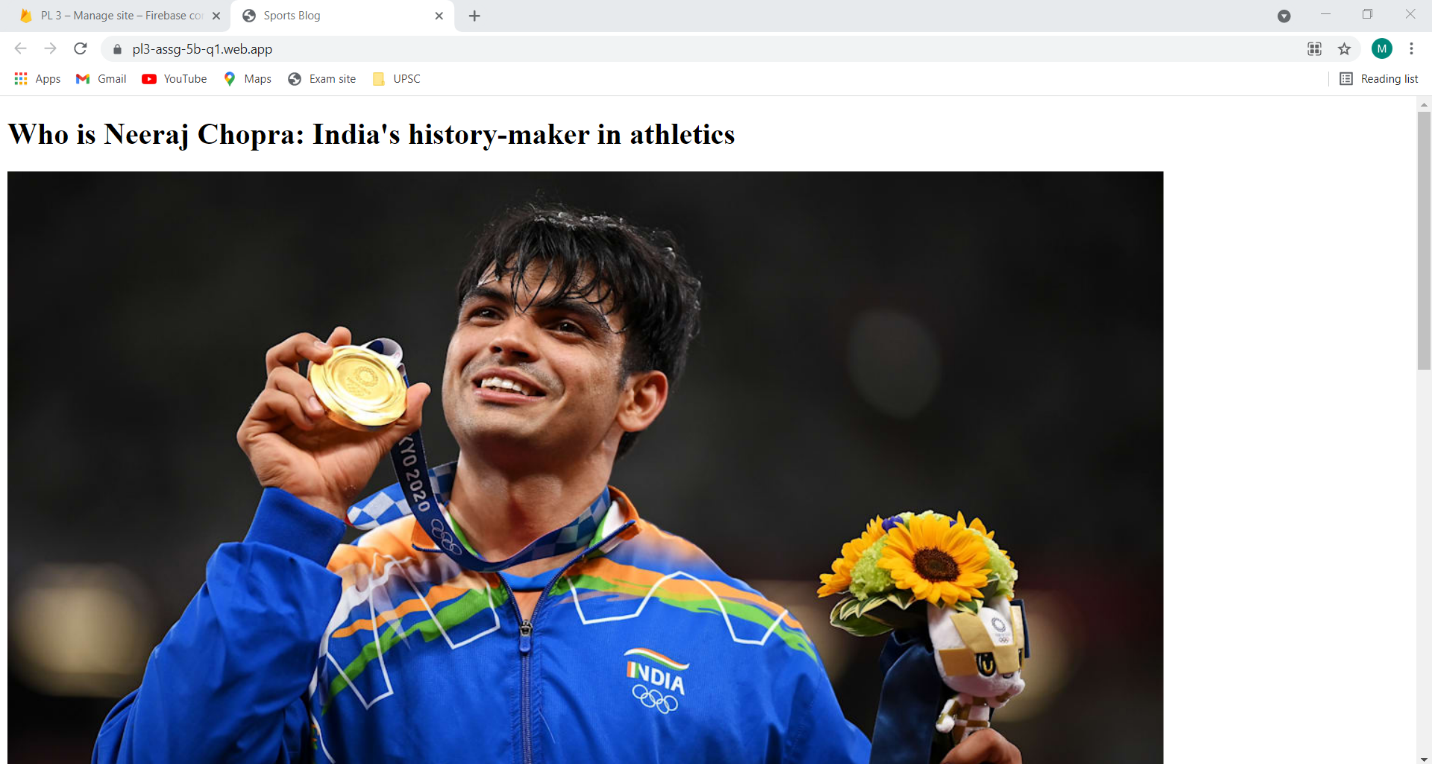 PL 3 – Manage site – Firebase co
Sports Blog
pl3-assg-5b-q1.web.app
M
Apps
Gmail
YouTube
Maps
Exam site
UPSC
Reading list
Who is Neeraj Chopra: India's history-maker in athletics
KYO 2020
INDIA